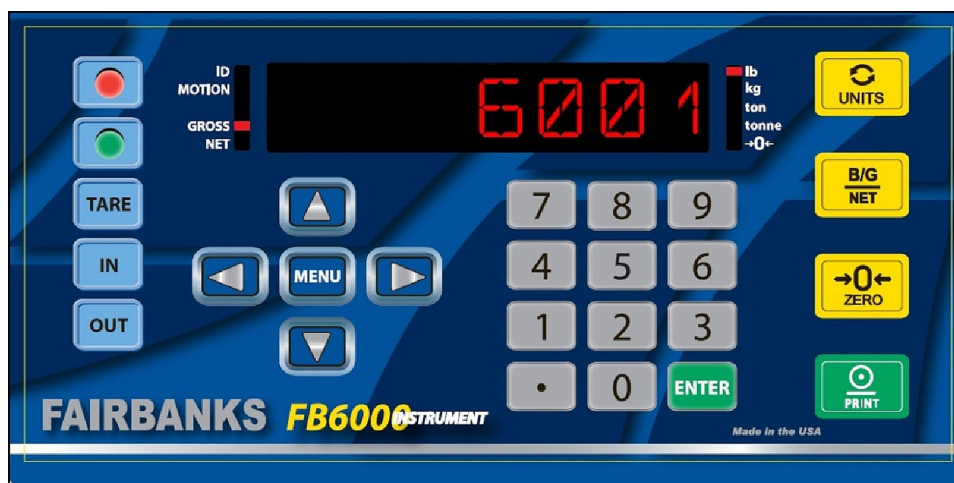 ID
MOTION
GROSS
NET
6001
lb
kg
ton
tonne
→0←
UNITS
TARE
IN
OUT
MENU
7 8 9
4 5 6
1 2 3
. 0 ENTER
B/G
NET
→0←
ZERO
PRINT
FAIRBANKS FB6000 INSTRUMENT
Made in the USA